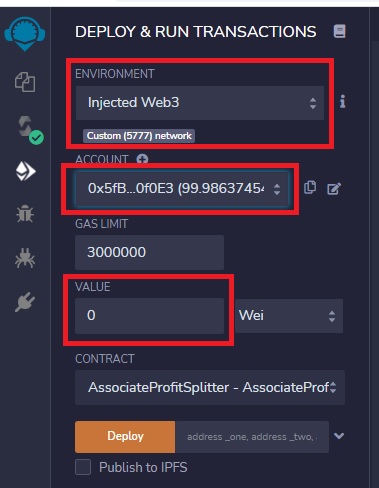 DEPLOY & RUN TRANSACTIONS
ENVIRONMENT
Injected Web3
Custom (5777) network
ACCOUNT
0x5fB...0f0E3 (99.98637454
GAS LIMIT
3000000
VALUE
0
Wei
CONTRACT
AssociateProfitSplitter - AssociateProf
Deploy
address _one, address _two,
Publish to IPFS